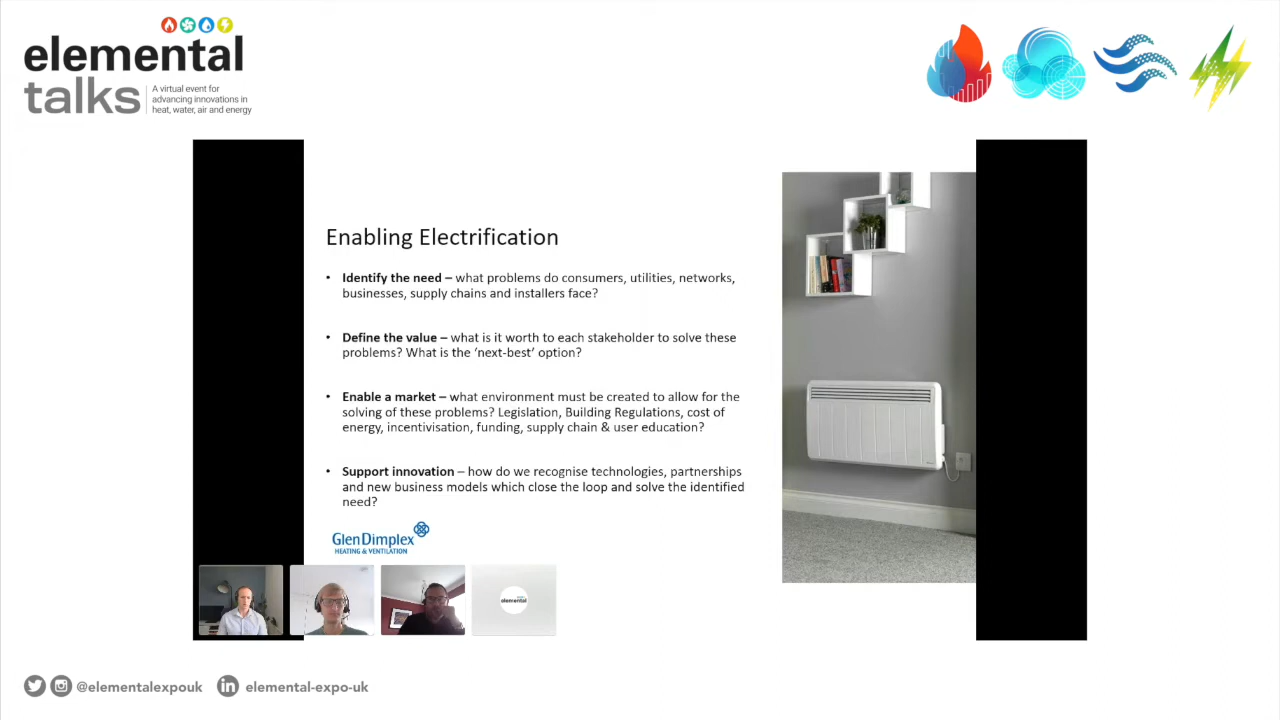 elemental
talks
A virtual event for
advancing innovations in
heat, water, air and energy
Enabling Electrification
• Identify the need – what problems do consumers, utilities, networks,
businesses, supply chains and installers face?
• Define the value – what is it worth to each stakeholder to solve these
problems? What is the ‘next-best’ option?
• Enable a market – what environment must be created to allow for the
solving of these problems? Legislation, Building Regulations, cost of
energy, incentivisation, funding, supply chain & user education?
• Support innovation – how do we recognise technologies, partnerships
and new business models which close the loop and solve the identified
need?
GlenDimplex
HEATING & VENTILATION
elemental
@elementalexpouk
in elemental-expo-uk